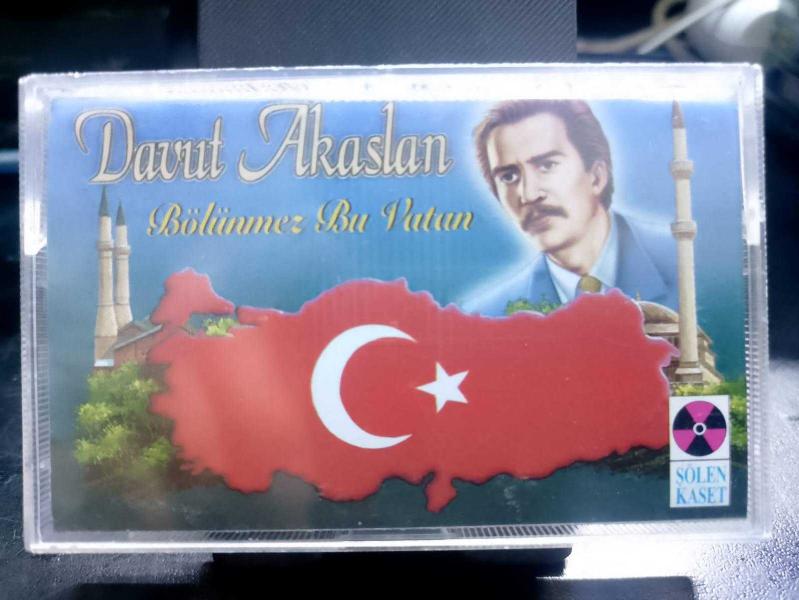 Davut Akaslan
Bölünmez Bu Vatan
ŞÖLEN
KASET